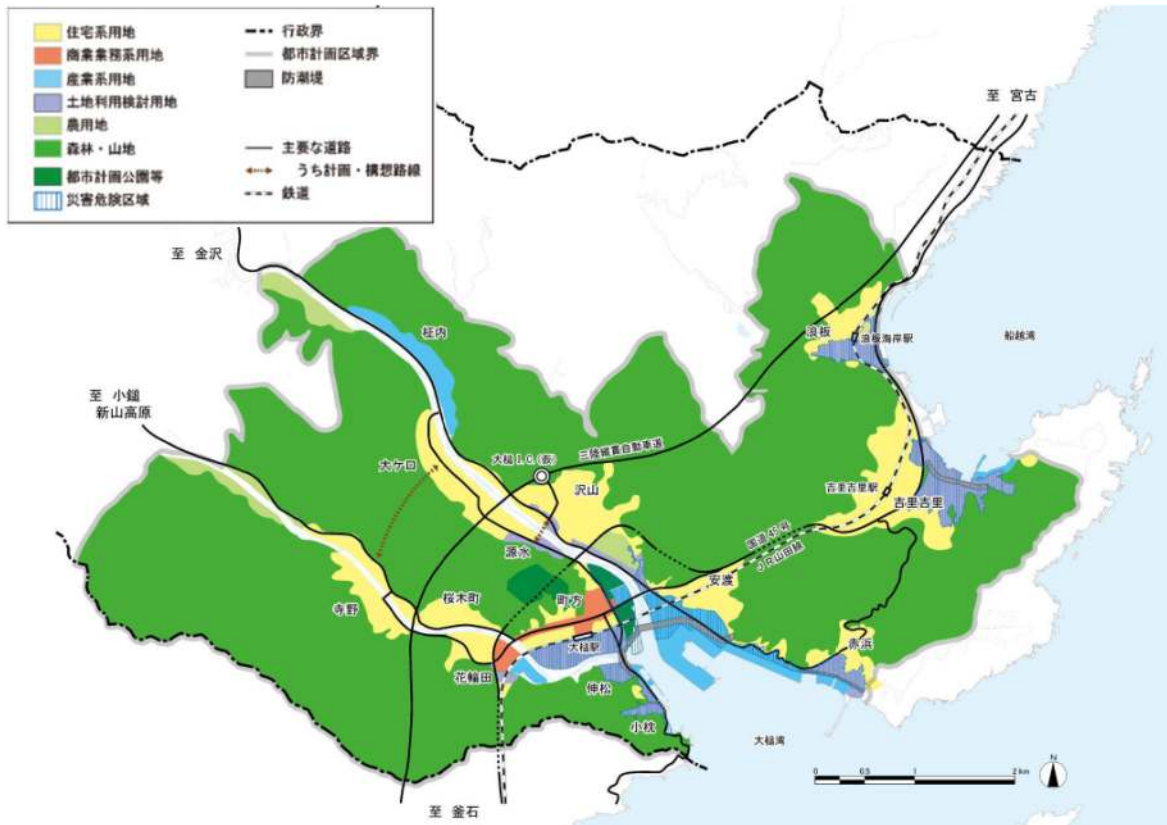 住宅系用地
商業業務系用地
産業系用地
土地利用検討用地
農用地
森林・山地
都市計画公園等
災害危険区域
行政界
都市計画区域界
防潮堤
主要な道路
うち計画・構想路線
鉄道
至 宮古
至 金沢
柾内
浪板
浪板海岸駅
船越湾
至 小鎚
新山高原
三陸縦貫自動車道
大槌I.C.(仮)
大ケ口
沢山
吉里吉里駅
吉里吉里
国道45号
JR山田線
源水
安渡
桜木町
町方
寺野
大槌駅
赤浜
花輪田
伸松
小枕
大槌湾
0 0.5 1 2 km
N
至 釜石